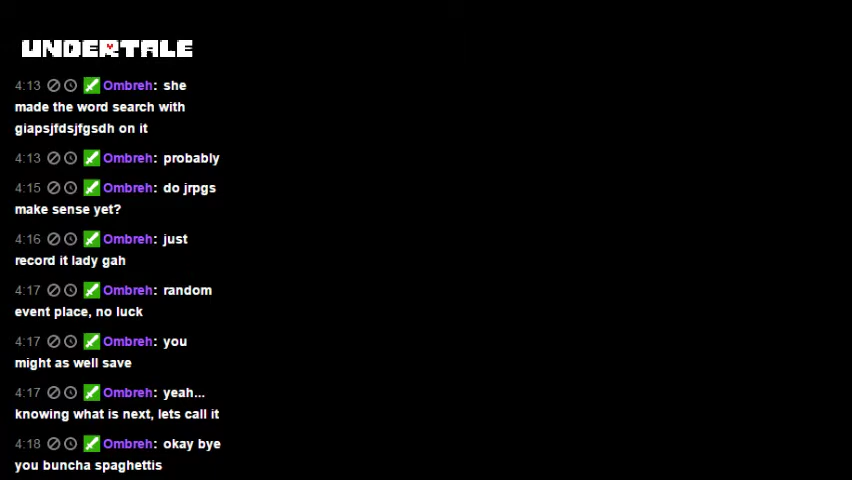 UNDERTALE
4:13 Ombreh: she
made the word search with
giapsjfdsjfgsdh on it
4:13 Ombreh: probably
4:15 Ombreh: do jrpgs
make sense yet?
4:16 Ombreh: just
record it lady gah
4:17 Ombreh: random
event place, no luck
4:17 Ombreh: you
might as well save
4:17 Ombreh: yeah...
knowing what is next, lets call it
4:18 Ombreh: okay bye
you buncha spaghettis